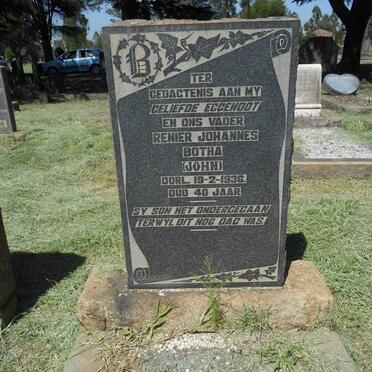 B
TER
GEDAGTENIS AAN MY
GELIEFDE EGGENOOT
EN ONS VADER
RENIER JOHANNES
BOTHA
(JOHN)
OORL. 19-2-1936.
OUD 40 JAAR
SY SON HET ONDERGEGAAN
TERWYL DIT NOG DAG WAS.